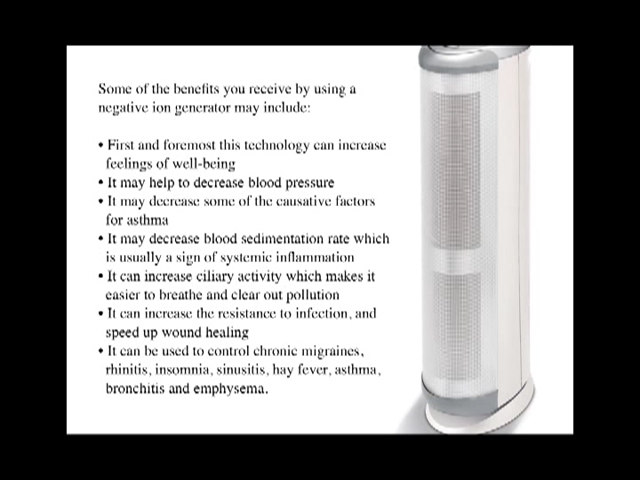 Some of the benefits you receive by using a
negative ion generator may include:
• First and foremost this technology can increase
feelings of well-being
• It may help to decrease blood pressure
• It may decrease some of the causative factors
for asthma
• It may decrease blood sedimentation rate which
is usually a sign of systemic inflammation
• It can increase ciliary activity which makes it
easier to breathe and clear out pollution
• It can increase the resistance to infection, and
speed up wound healing
• It can be used to control chronic migraines,
rhinitis, insomnia, sinusitis, hay fever, asthma,
bronchitis and emphysema.